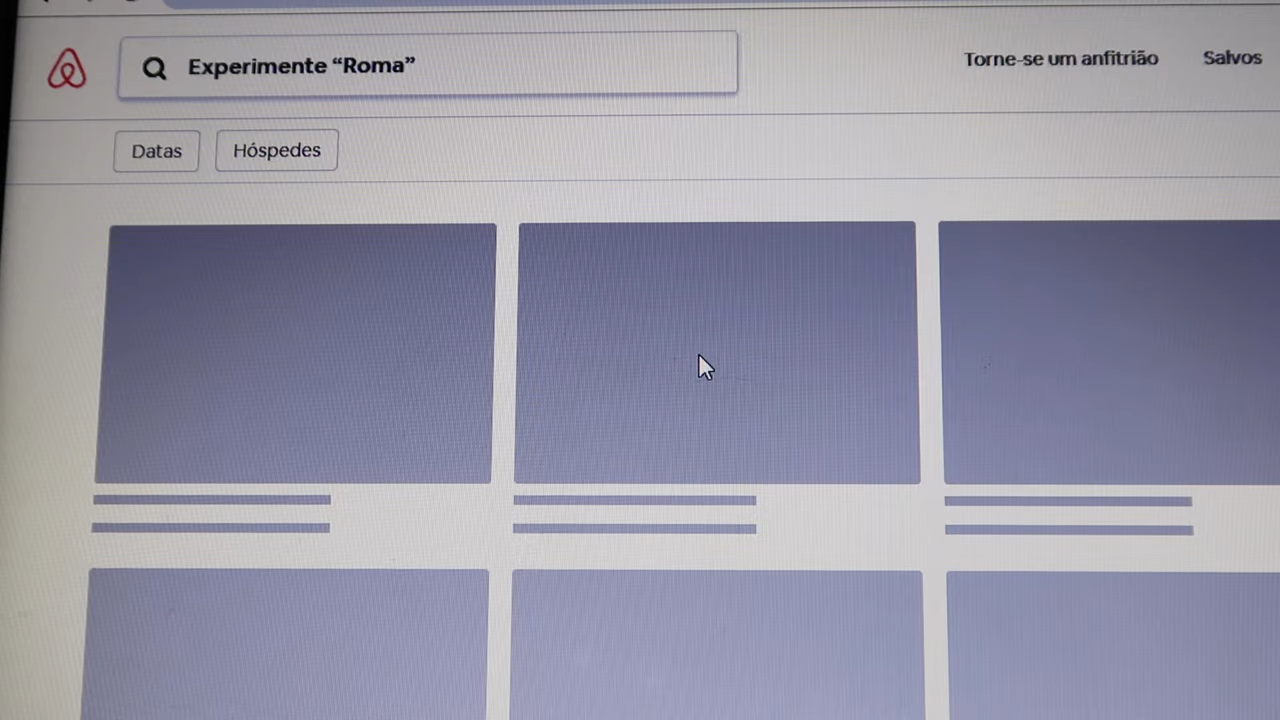 Experimente “Roma”
Torne-se um anfitrião
Salvos
Datas
Hóspedes